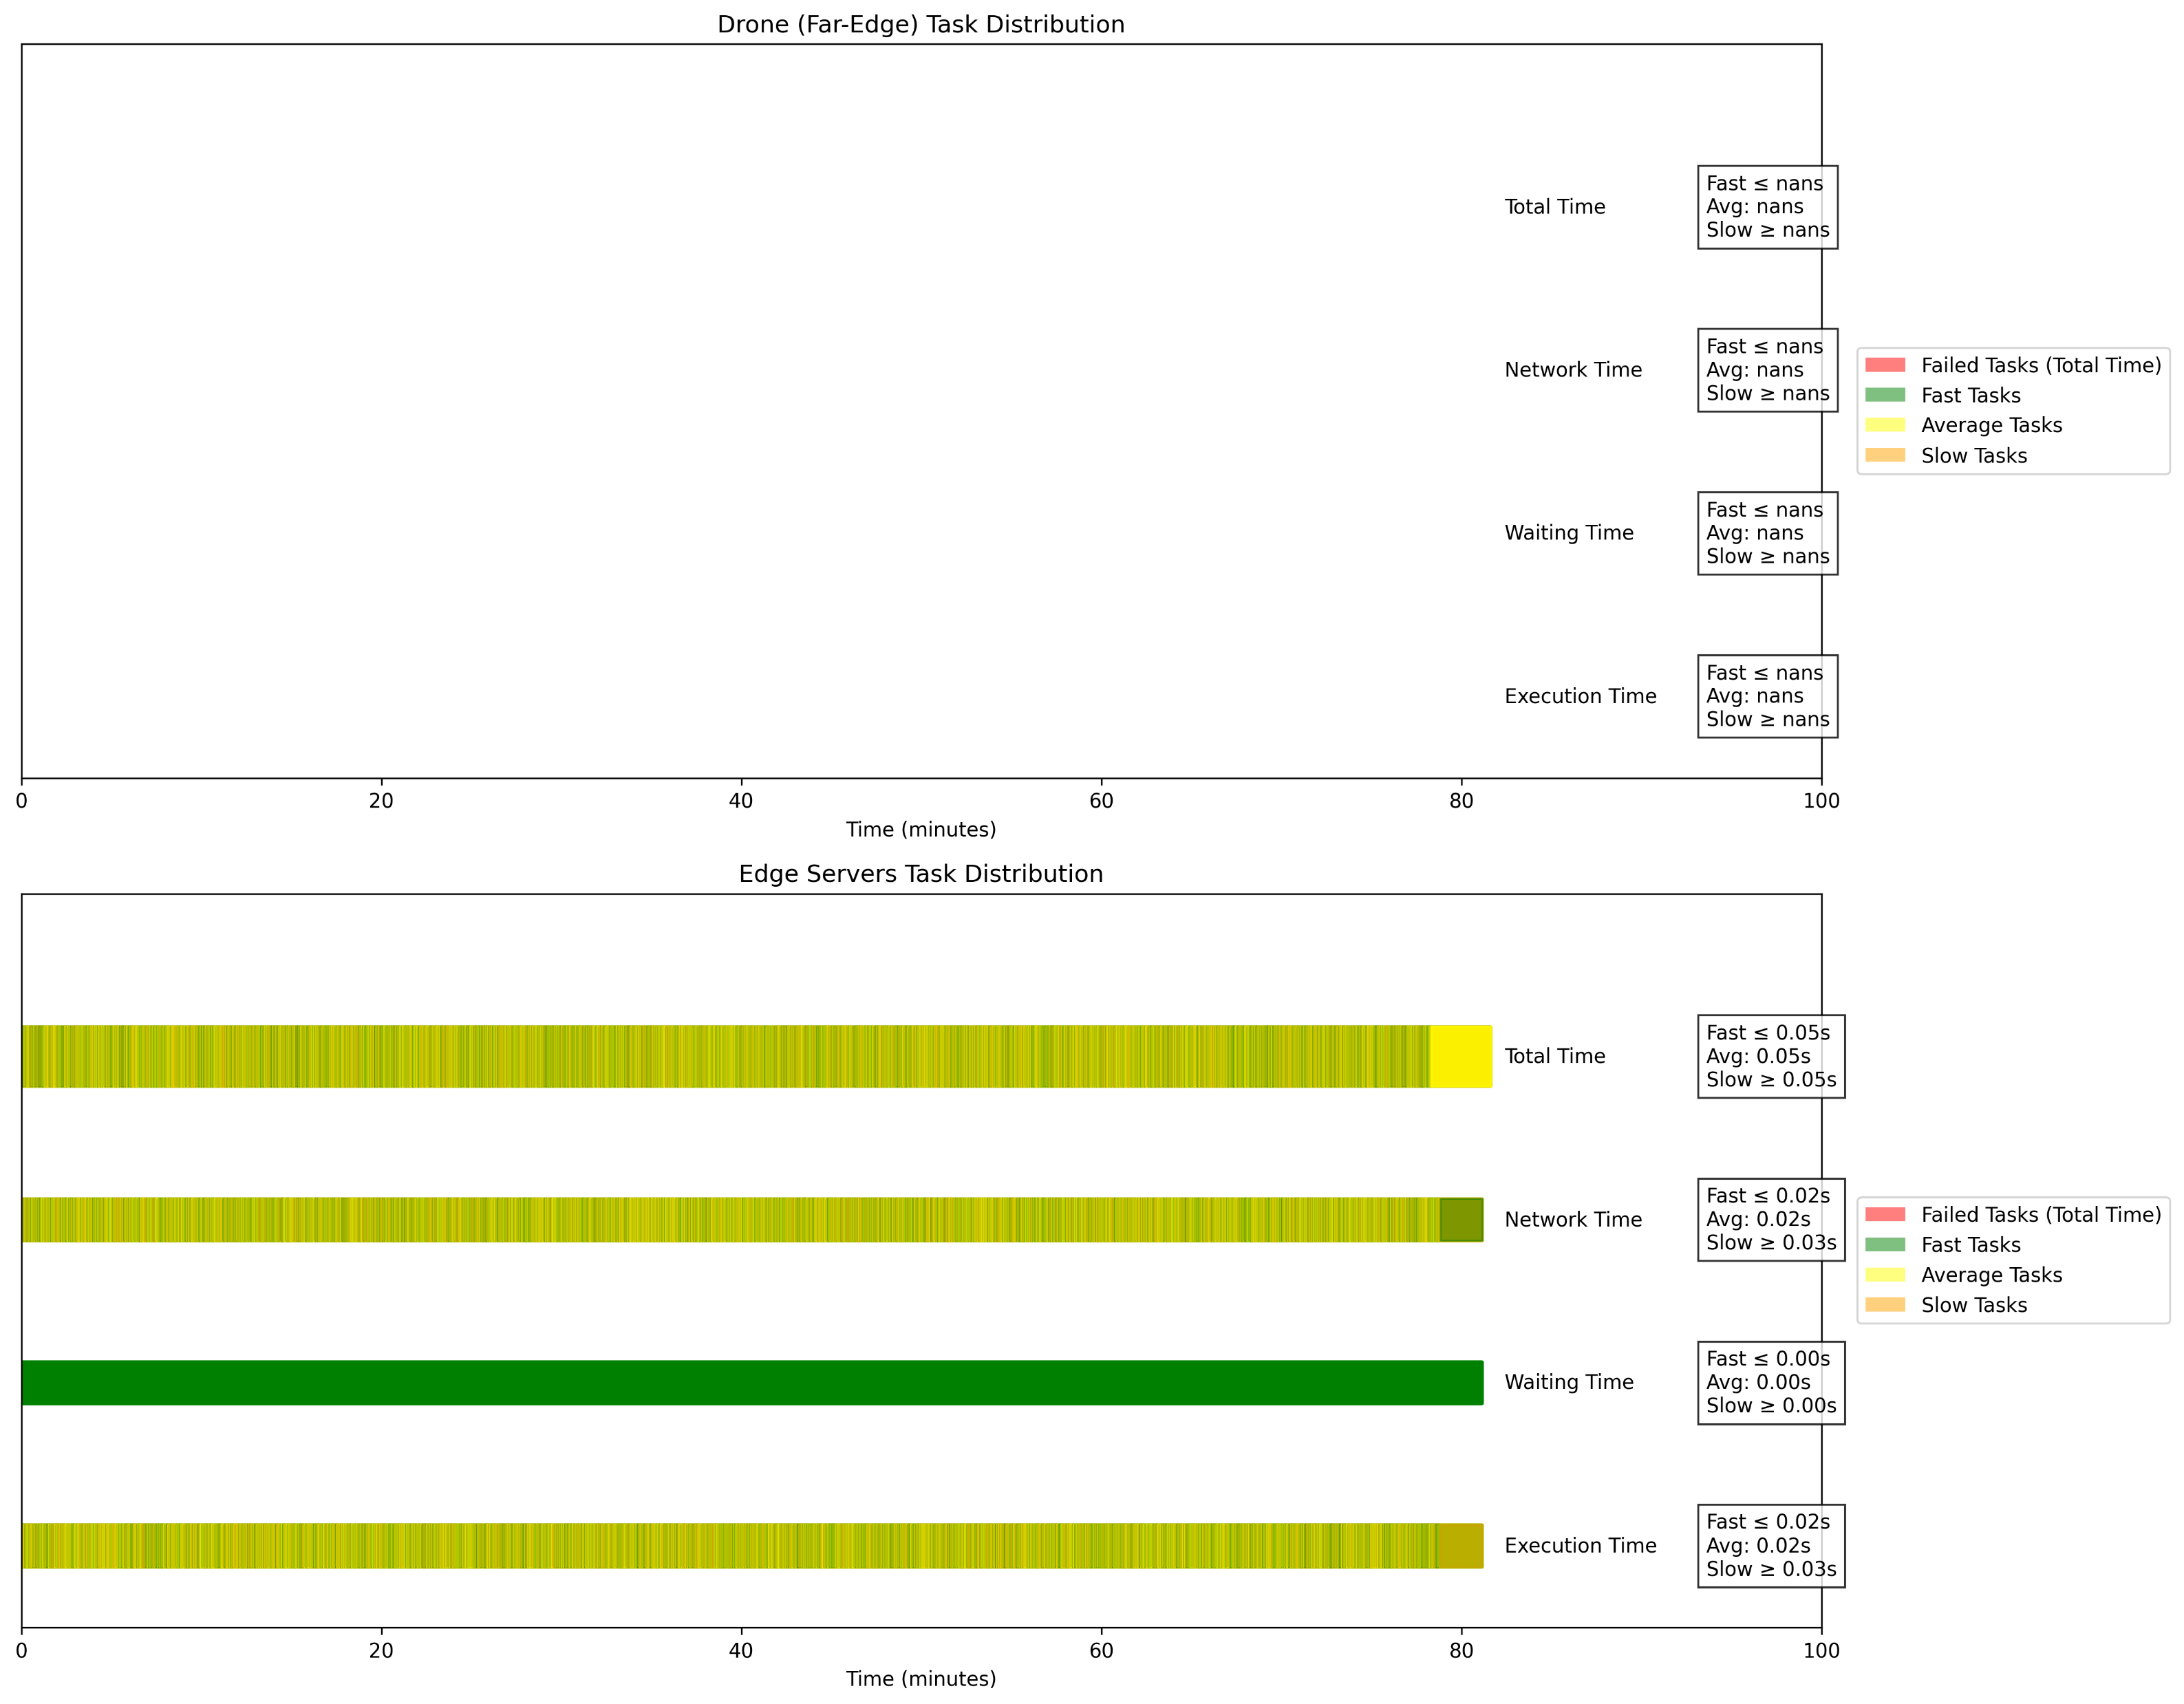 Drone (Far-Edge) Task Distribution
Total Time
Fast ≤ nans
Avg: nans
Slow ≥ nans
Network Time
Fast ≤ nans
Avg: nans
Slow ≥ nans
Failed Tasks (Total Time)
Fast Tasks
Average Tasks
Slow Tasks
Waiting Time
Fast ≤ nans
Avg: nans
Slow ≥ nans
Execution Time
Fast ≤ nans
Avg: nans
Slow ≥ nans
0 20 40 60 80 100
Time (minutes)
Edge Servers Task Distribution
Total Time
Fast ≤ 0.05s
Avg: 0.05s
Slow ≥ 0.05s
Network Time
Fast ≤ 0.02s
Avg: 0.02s
Slow ≥ 0.03s
Failed Tasks (Total Time)
Fast Tasks
Average Tasks
Slow Tasks
Waiting Time
Fast ≤ 0.00s
Avg: 0.00s
Slow ≥ 0.00s
Execution Time
Fast ≤ 0.02s
Avg: 0.02s
Slow ≥ 0.03s
0 20 40 60 80 100
Time (minutes)